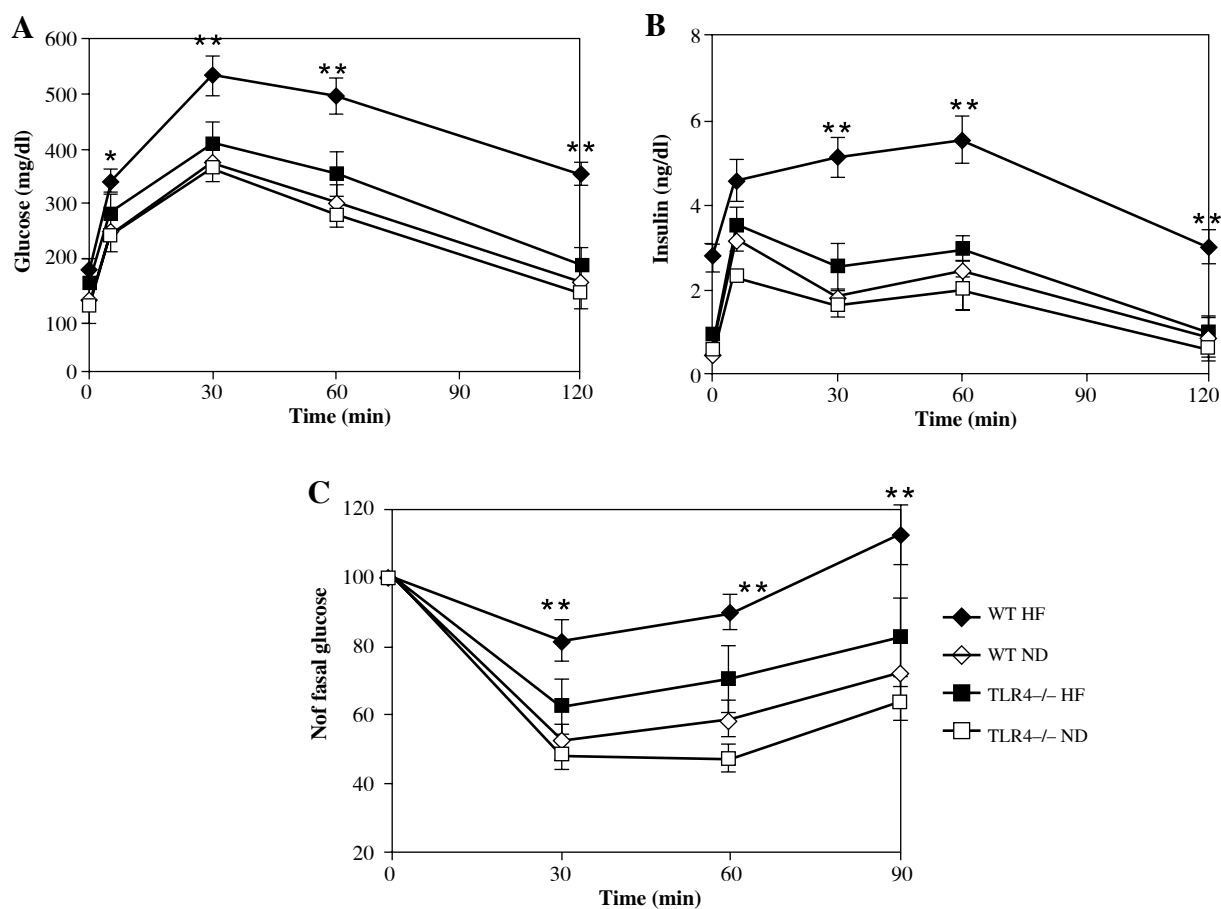 A
600
500
400
300
200
100
0
Glucose (mg/dl)
**
**
*
**
0 30 60 90 120
Time (min)
B
8
6
4
2
0
Insulin (ng/dl)
**
**
**
0 30 60 90 120
Time (min)
C
120
100
80
60
40
20
Nof fasal glucose
**
**
**
0 30 60 90
Time (min)
WT HF
WT ND
TLR4–/– HF
TLR4–/– ND